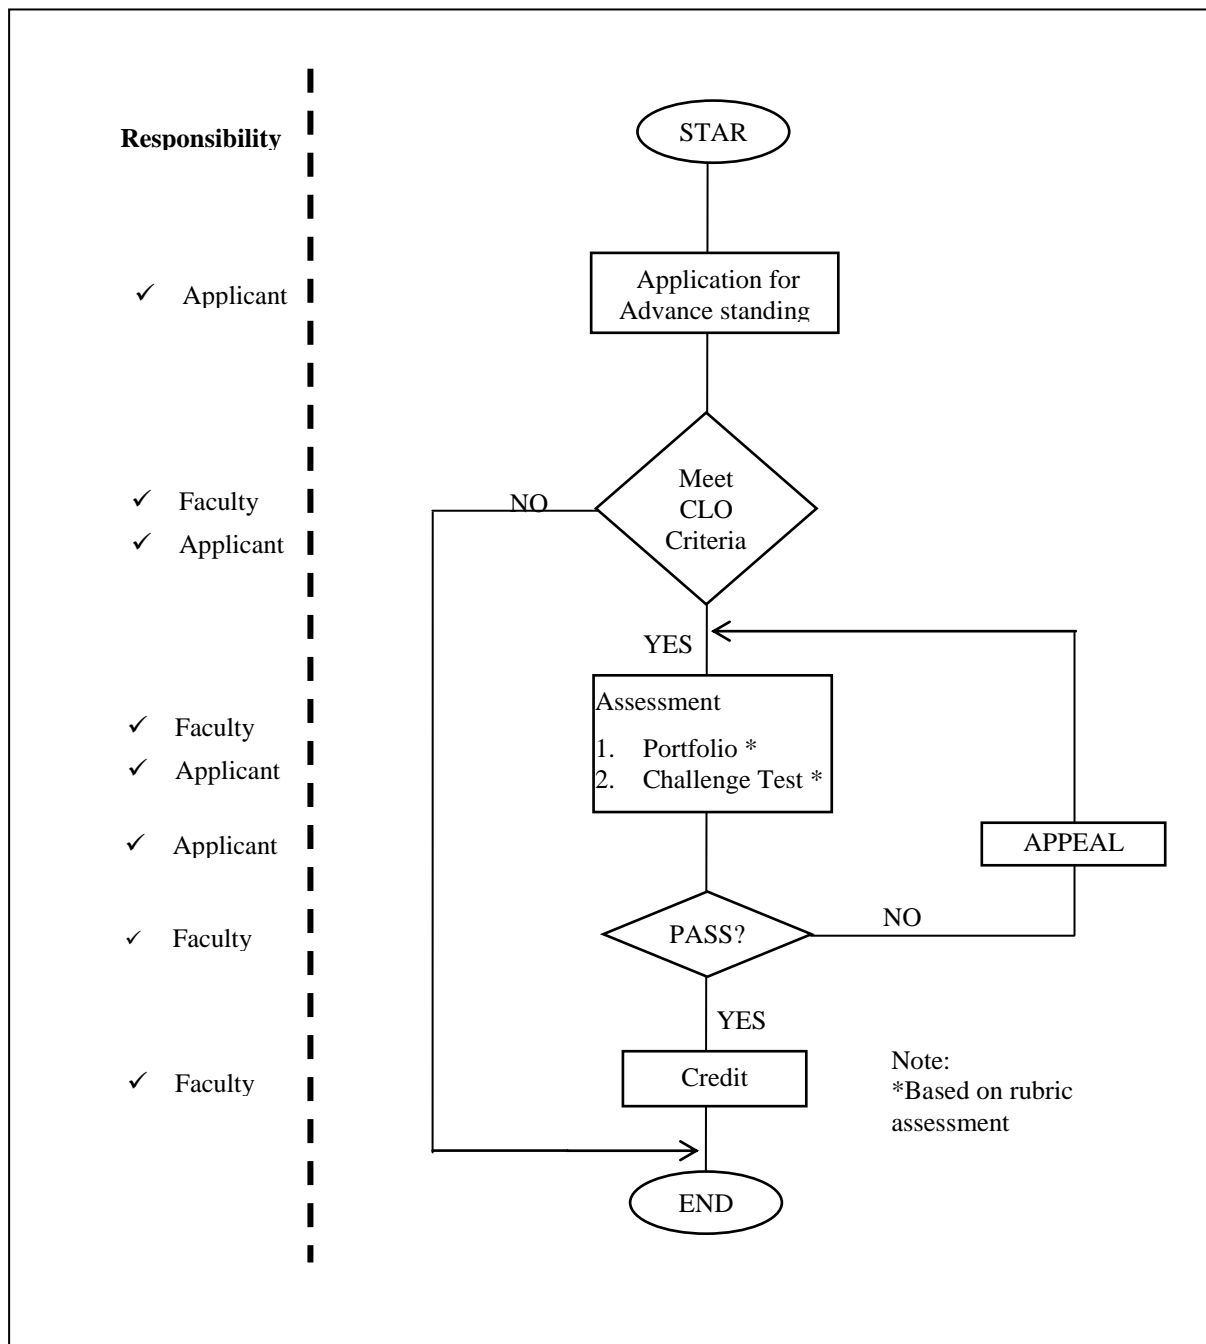 STAR
Responsibility
Application for
Advance standing
✓ Applicant
Meet
CLO
Criteria
NO
✓ Faculty
✓ Applicant
YES
Assessment
1. Portfolio *
2. Challenge Test *
✓ Faculty
✓ Applicant
✓ Applicant
APPEAL
PASS?
NO
✓ Faculty
YES
Credit
✓ Faculty
Note:
*Based on rubric
assessment
END